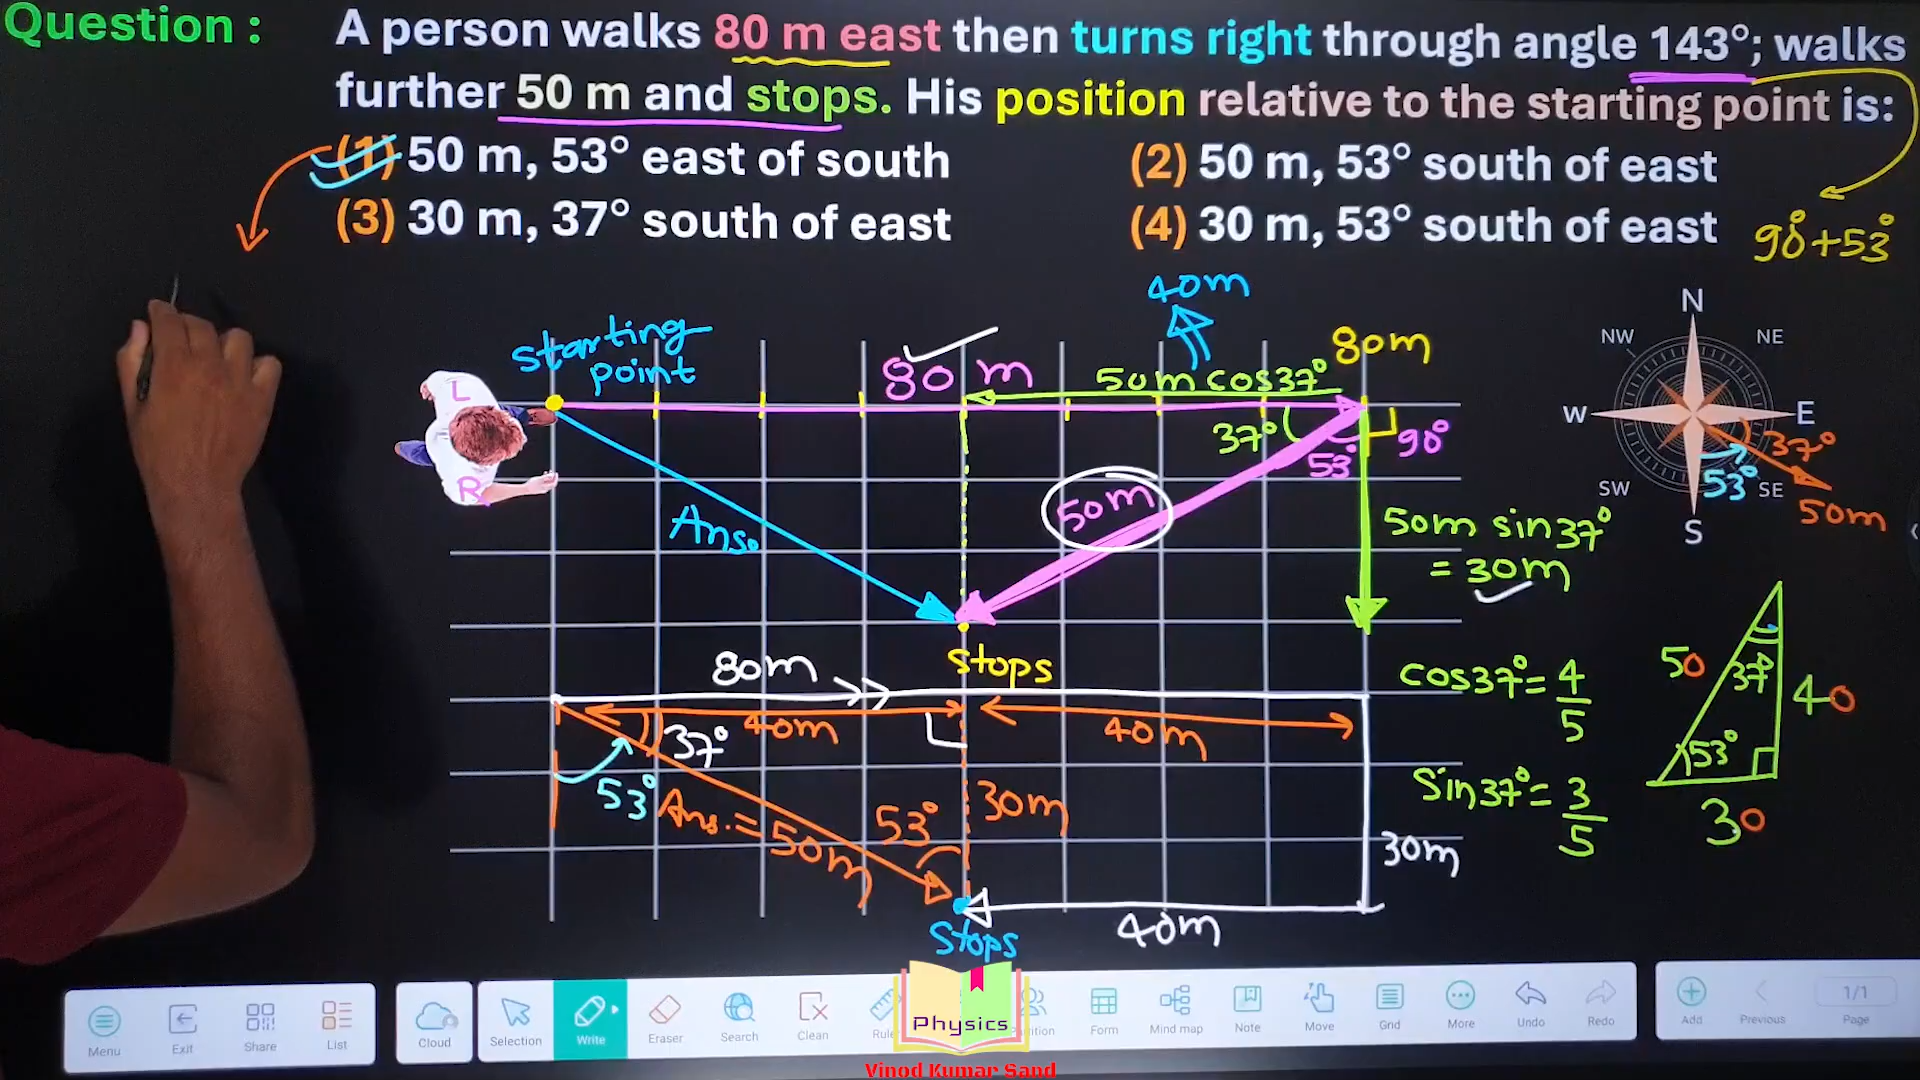 Question :
A person walks 80 m east then turns right through angle 143°; walks
further 50 m and stops. His position relative to the starting point is:
(1) 50 m, 53° east of south
(2) 50 m, 53° south of east
(3) 30 m, 37° south of east
(4) 30 m, 53° south of east
90°+53°
40m
starting
point
80 m
50m cos37°
80m
L
R
37°
53°
90°
50m
Ans.
50m sin37°
= 30m
stops
N
NW
NE
W
E
SW
SE
S
37°
53°
50m
80m
40m
40m
37°
53°
Ans. = 50m
53°
30m
30m
40m
stops
cos37° = 4/5
sin37° = 3/5
50
37°
40
53°
30
Menu
Exit
Share
List
Cloud
Selection
Write
Eraser
Search
Clean
Form
Mind map
Note
Move
Grid
More
Undo
Redo
Add
Previous
1/1
Page
Physics
Vinod Kumar Sand